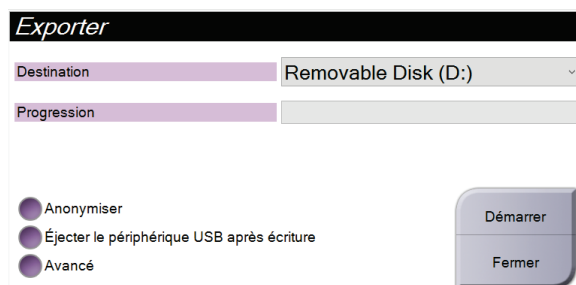 Exporter
Destination
Removable Disk (D:)
Progression
Anonymiser
Éjecter le périphérique USB après écriture
Avancé
Démarrer
Fermer